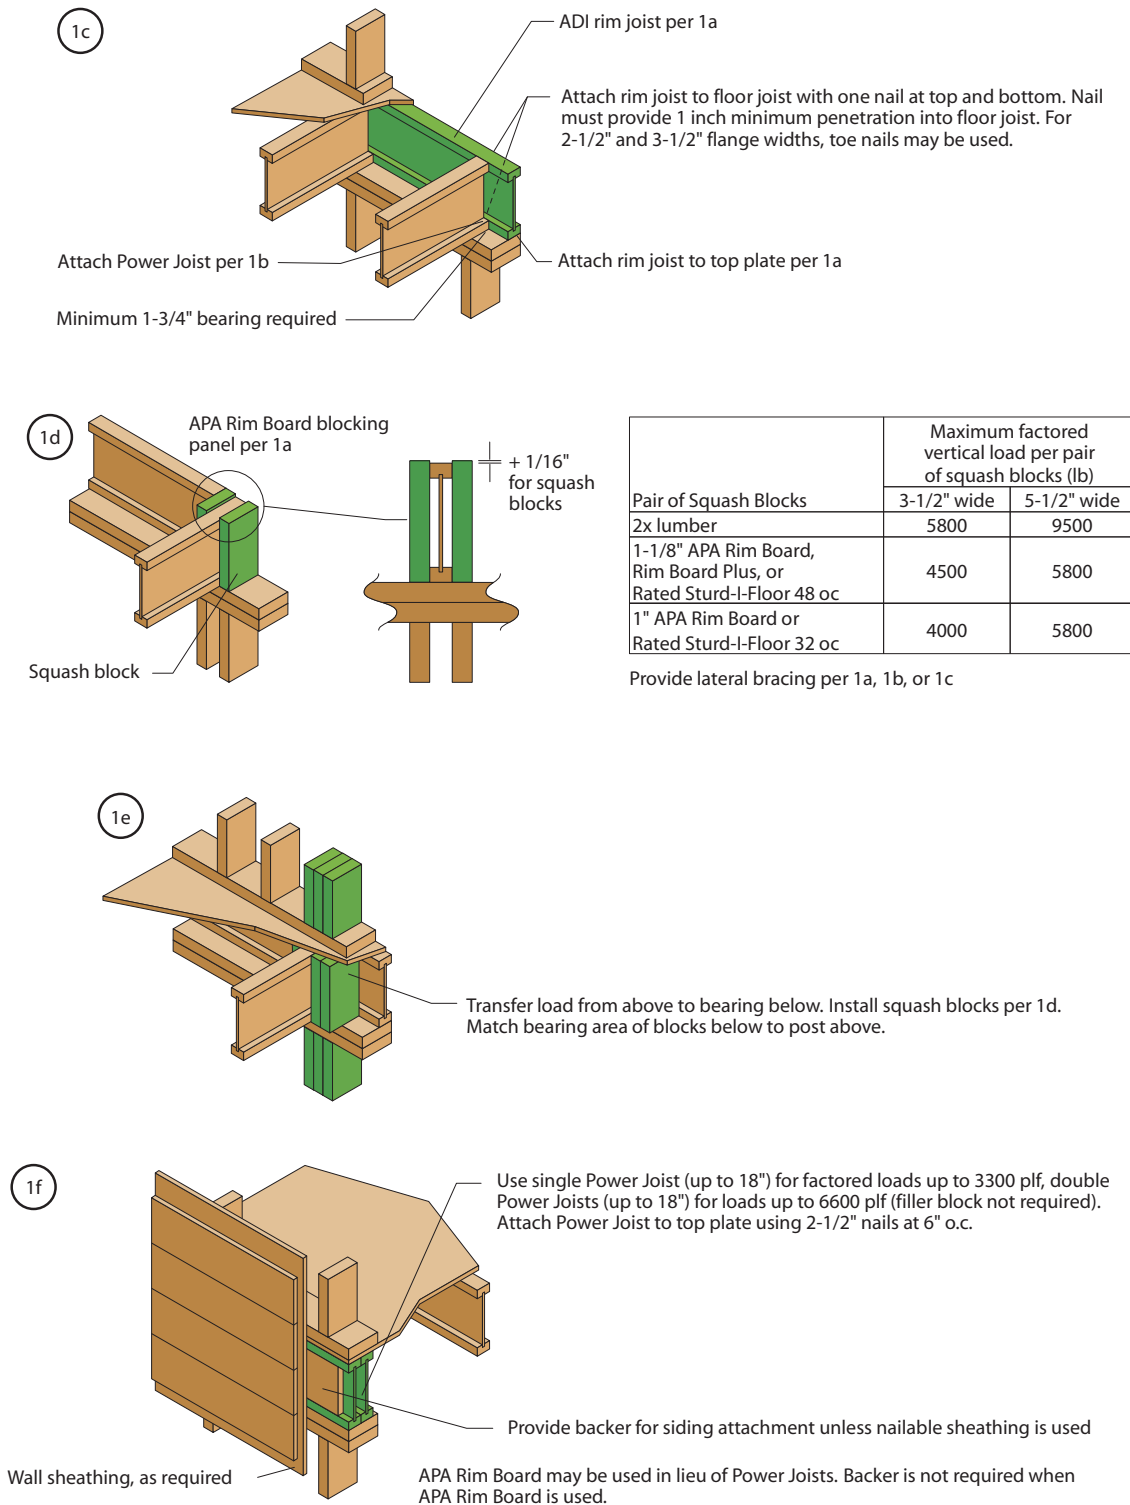 1c
ADI rim joist per 1a
Attach rim joist to floor joist with one nail at top and bottom. Nail
must provide 1 inch minimum penetration into floor joist. For
2-1/2" and 3-1/2" flange widths, toe nails may be used.
Attach Power Joist per 1b
Attach rim joist to top plate per 1a
Minimum 1-3/4" bearing required
1d
APA Rim Board blocking
panel per 1a
+ 1/16"
for squash
blocks
Squash block
Maximum factored
vertical load per pair
of squash blocks (lb)
Pair of Squash Blocks 3-1/2" wide 5-1/2" wide
2x lumber 5800 9500
1-1/8" APA Rim Board,
Rim Board Plus, or
Rated Sturd-I-Floor 48 oc 4500 5800
1" APA Rim Board or
Rated Sturd-I-Floor 32 oc 4000 5800
Provide lateral bracing per 1a, 1b, or 1c
1e
Transfer load from above to bearing below. Install squash blocks per 1d.
Match bearing area of blocks below to post above.
1f
Use single Power Joist (up to 18") for factored loads up to 3300 plf, double
Power Joists (up to 18") for loads up to 6600 plf (filler block not required).
Attach Power Joist to top plate using 2-1/2" nails at 6" o.c.
Provide backer for siding attachment unless nailable sheathing is used
Wall sheathing, as required
APA Rim Board may be used in lieu of Power Joists. Backer is not required when
APA Rim Board is used.